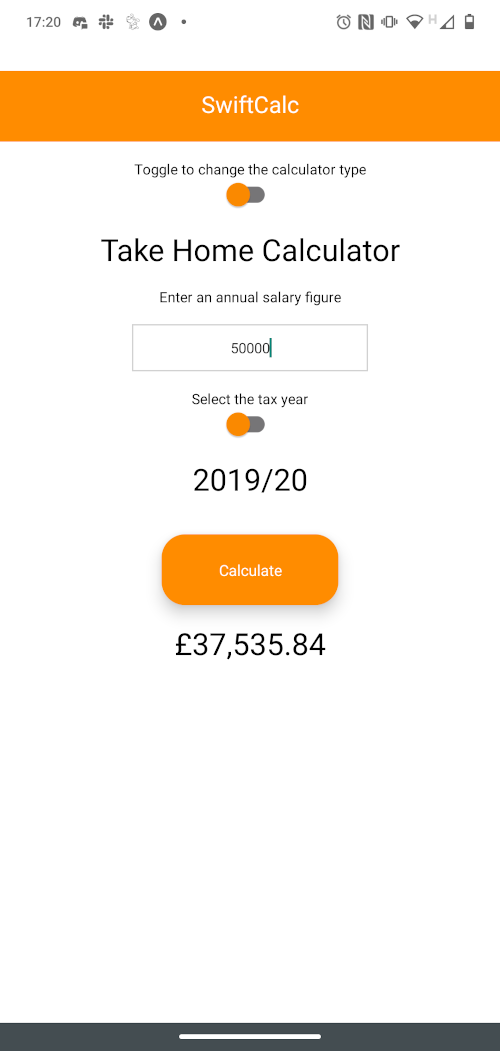 17:20
H
SwiftCalc
Toggle to change the calculator type
Take Home Calculator
Enter an annual salary figure
50000
Select the tax year
2019/20
Calculate
£37,535.84